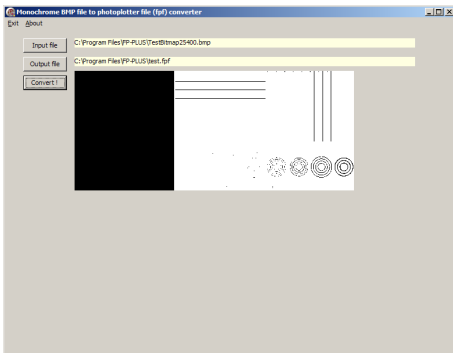 Monochrome BMP file to photoplotter file (fpf) converter
Exit About
Input file C:\Program Files\FP-PLUS\TestBitmap25400.bmp
Output file C:\Program Files\FP-PLUS\test.fpf
Convert !